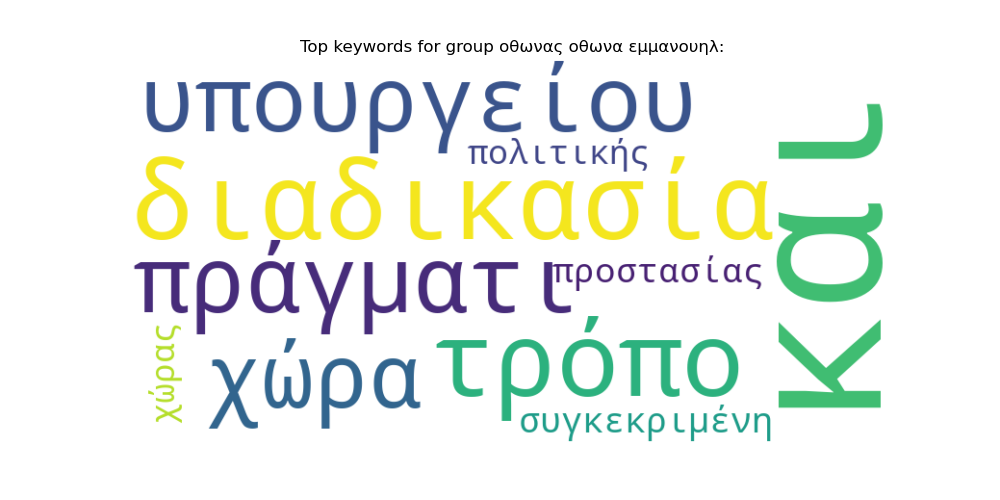 Top keywords for group οθωνας οθωνα εμμανουηλ:
υπουργείου
πολιτικής
διαδικασία
και
πράγματι
προστασίας
χώρας
χώρα
τρόπο
συγκεκριμένη